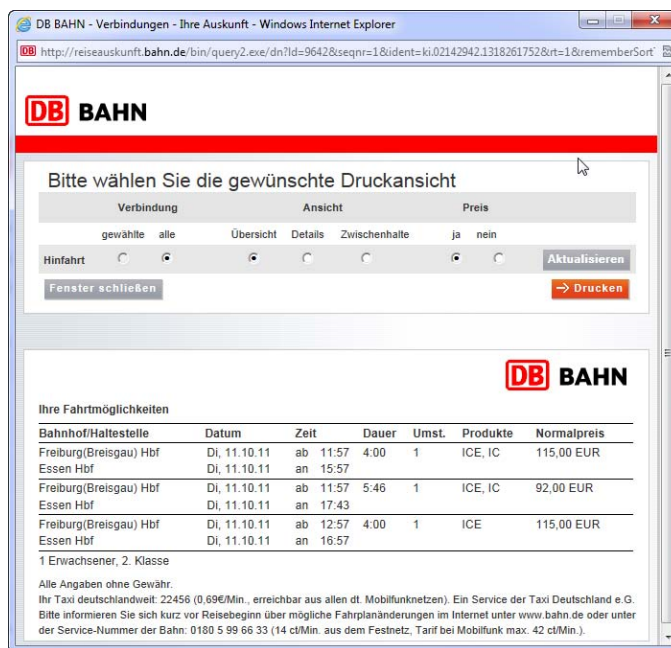 DB BAHN - Verbindungen - Ihre Auskunft - Windows Internet Explorer
DB http://reiseauskunft.bahn.de/bin/query2.exe/dn?ld=9642&seqnr=1&ident=ki.02142942.1318261752&rt=1&rememberSort
DB BAHN
Bitte wählen Sie die gewünschte Druckansicht
Verbindung Ansicht Preis
gewählte alle Übersicht Details Zwischenhalte ja nein
Hinfahrt Aktualisieren
Fenster schließen → Drucken
DB BAHN
Ihre Fahrtmöglichkeiten
Bahnhof/Haltestelle Datum Zeit Dauer Umst. Produkte Normalpreis
Freiburg(Breisgau) Hbf Di, 11.10.11 ab 11:57 4:00 1 ICE, IC 115,00 EUR
Essen Hbf Di, 11.10.11 an 15:57
Freiburg(Breisgau) Hbf Di, 11.10.11 ab 11:57 5:46 1 ICE, IC 92,00 EUR
Essen Hbf Di, 11.10.11 an 17:43
Freiburg(Breisgau) Hbf Di, 11.10.11 ab 12:57 4:00 1 ICE 115,00 EUR
Essen Hbf Di, 11.10.11 an 16:57
1 Erwachsener, 2. Klasse
Alle Angaben ohne Gewähr.
Ihr Taxi deutschlandweit: 22456 (0,69€/Min., erreichbar aus allen dt. Mobilfunknetzen). Ein Service der Taxi Deutschland e.G.
Bitte informieren Sie sich kurz vor Reisebeginn über mögliche Fahrplanänderungen im Internet unter www.bahn.de oder unter
der Service-Nummer der Bahn: 0180 5 99 66 33 (14 ct/Min. aus dem Festnetz, Tarif bei Mobilfunk max. 42 ct/Min.).